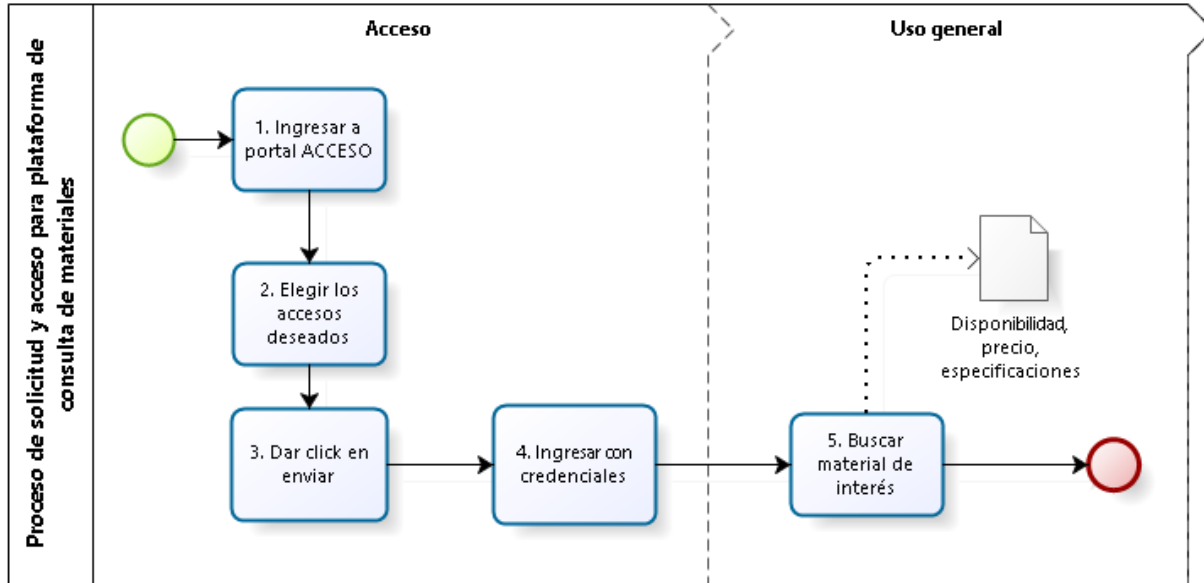 Proceso de solicitud y acceso para plataforma de
consulta de materiales
Acceso
Uso general
1. Ingresar a
portal ACCESO
2. Elegir los
accesos
deseados
3. Dar click en
enviar
4. Ingresar con
credenciales
5. Buscar
material de
interés
Disponibilidad,
precio,
especificaciones